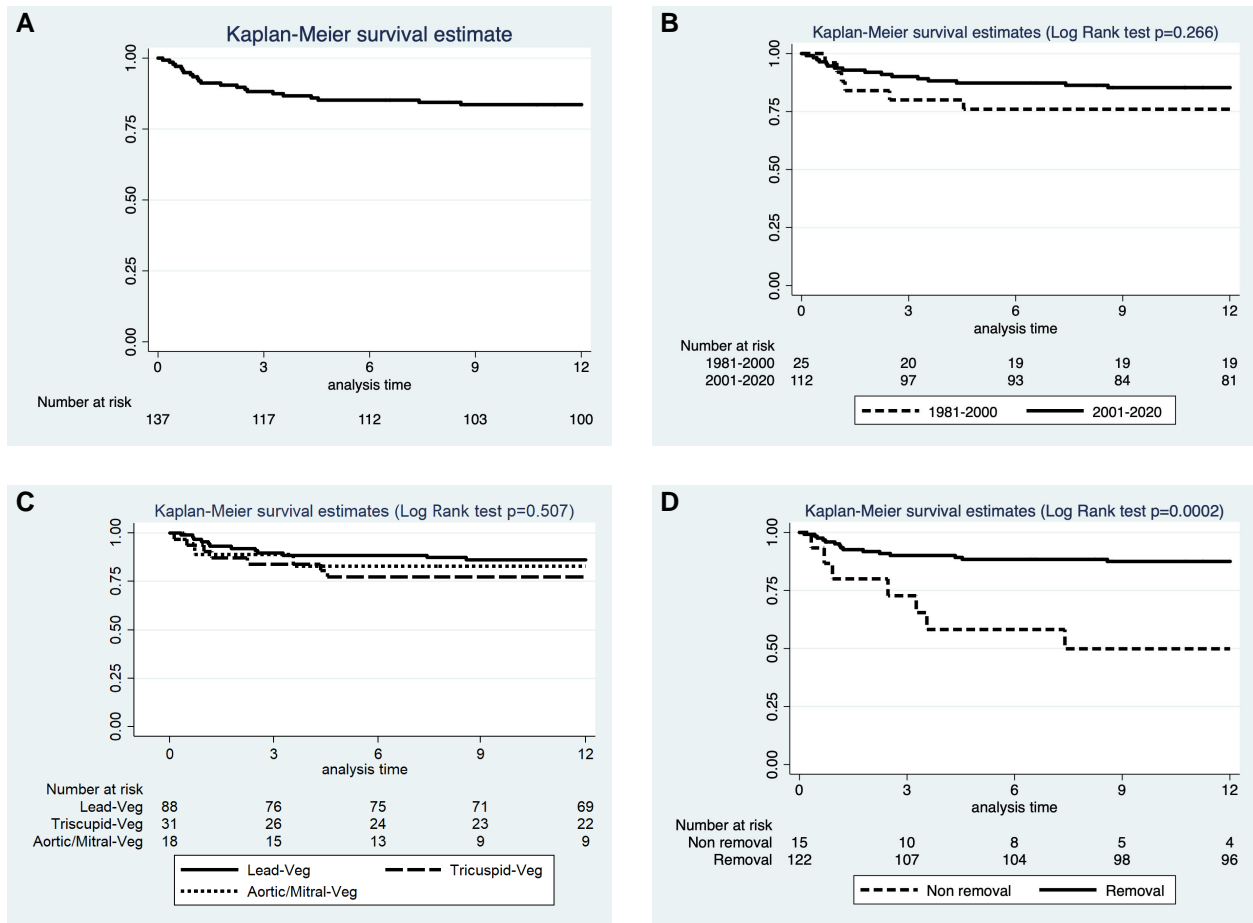 A
Kaplan-Meier survival estimate
1.00
0.75
0.50
0.25
0.00
0 3 6 9 12
analysis time
Number at risk
137 117 112 103 100
B
Kaplan-Meier survival estimates (Log Rank test p=0.266)
1.00
0.75
0.50
0.25
0.00
0 3 6 9 12
analysis time
Number at risk
1981-2000 25 20 19 19 19
2001-2020 112 97 93 84 81
1981-2000 2001-2020
C
Kaplan-Meier survival estimates (Log Rank test p=0.507)
1.00
0.75
0.50
0.25
0.00
0 3 6 9 12
analysis time
Number at risk
Lead-Veg 88 76 75 71 69
Triscupid-Veg 31 26 24 23 22
Aortic/Mitral-Veg 18 15 13 9 9
Lead-Veg Tricuspid-Veg
Aortic/Mitral-Veg
D
Kaplan-Meier survival estimates (Log Rank test p=0.0002)
1.00
0.75
0.50
0.25
0.00
0 3 6 9 12
analysis time
Number at risk
Non removal 15 10 8 5 4
Removal 122 107 104 98 96
Non removal Removal